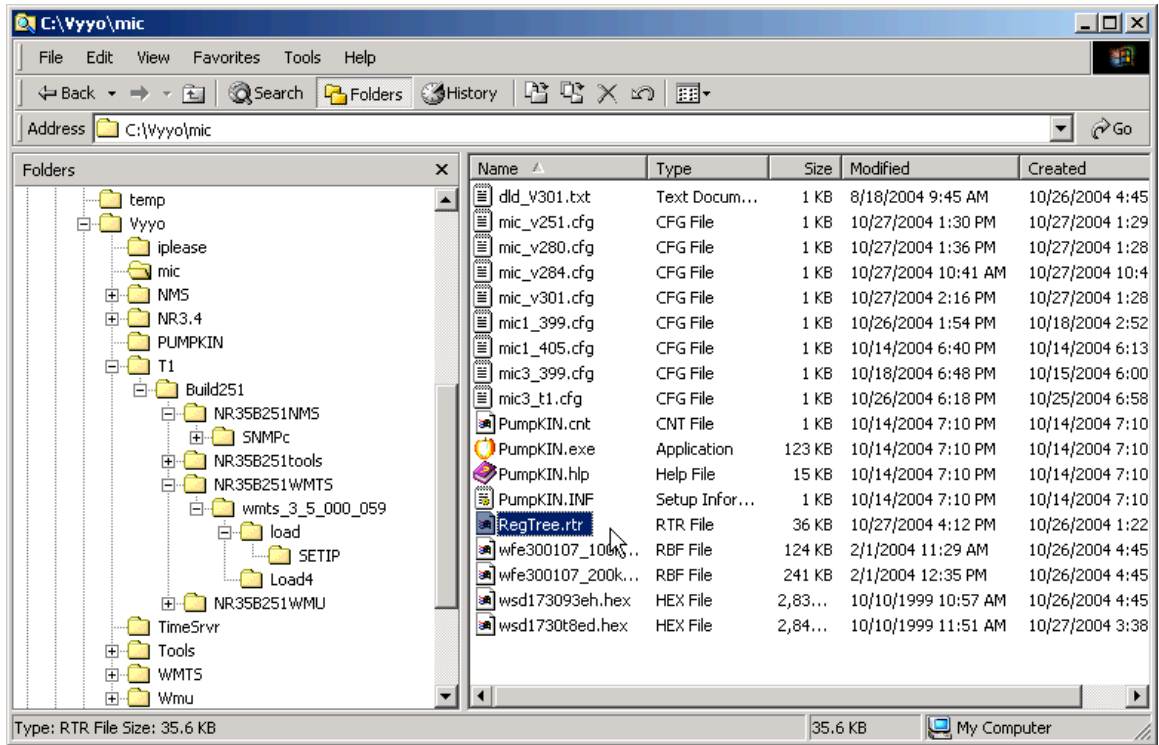 C:\Vyyo\mic
File Edit View Favorites Tools Help
Back Search Folders History
Address C:\Vyyo\mic Go
Folders
temp
Vyyo
iplease
mic
NMS
NR3.4
PUMPKIN
T1
Build251
NR35B251NMS
SNMPc
NR35B251tools
NR35B251WMTS
wmts_3_5_000_059
load
SETIP
Load4
NR35B251WMU
TimeSrvr
Tools
WMTS
Wmu
Name Type Size Modified Created
dld_V301.txt Text Docum... 1 KB 8/18/2004 9:45 AM 10/26/2004 4:45
mic_v251.cfg CFG File 1 KB 10/27/2004 1:30 PM 10/27/2004 1:29
mic_v280.cfg CFG File 1 KB 10/27/2004 1:36 PM 10/27/2004 1:28
mic_v284.cfg CFG File 1 KB 10/27/2004 10:41 AM 10/27/2004 10:4
mic_v301.cfg CFG File 1 KB 10/27/2004 2:16 PM 10/27/2004 1:28
mic1_399.cfg CFG File 1 KB 10/26/2004 1:54 PM 10/18/2004 2:52
mic1_405.cfg CFG File 1 KB 10/14/2004 6:40 PM 10/14/2004 6:13
mic3_399.cfg CFG File 1 KB 10/18/2004 6:48 PM 10/15/2004 6:00
mic3_t1.cfg CFG File 1 KB 10/26/2004 6:18 PM 10/25/2004 6:58
PumpKIN.cnt CNT File 1 KB 10/14/2004 7:10 PM 10/14/2004 7:10
PumpKIN.exe Application 123 KB 10/14/2004 7:10 PM 10/14/2004 7:10
PumpKIN.hlp Help File 15 KB 10/14/2004 7:10 PM 10/14/2004 7:10
PumpKIN.INF Setup Infor... 1 KB 10/14/2004 7:10 PM 10/14/2004 7:10
RegTree.rtr RTR File 36 KB 10/27/2004 4:12 PM 10/26/2004 1:22
wfe300107_100k... RBF File 124 KB 2/1/2004 11:29 AM 10/26/2004 4:45
wfe300107_200k... RBF File 241 KB 2/1/2004 12:35 PM 10/26/2004 4:45
wsd173093eh.hex HEX File 2,83... 10/10/1999 10:57 AM 10/26/2004 4:45
wsd1730t8ed.hex HEX File 2,84... 10/10/1999 11:51 AM 10/27/2004 3:38
Type: RTR File Size: 35.6 KB 35.6 KB My Computer